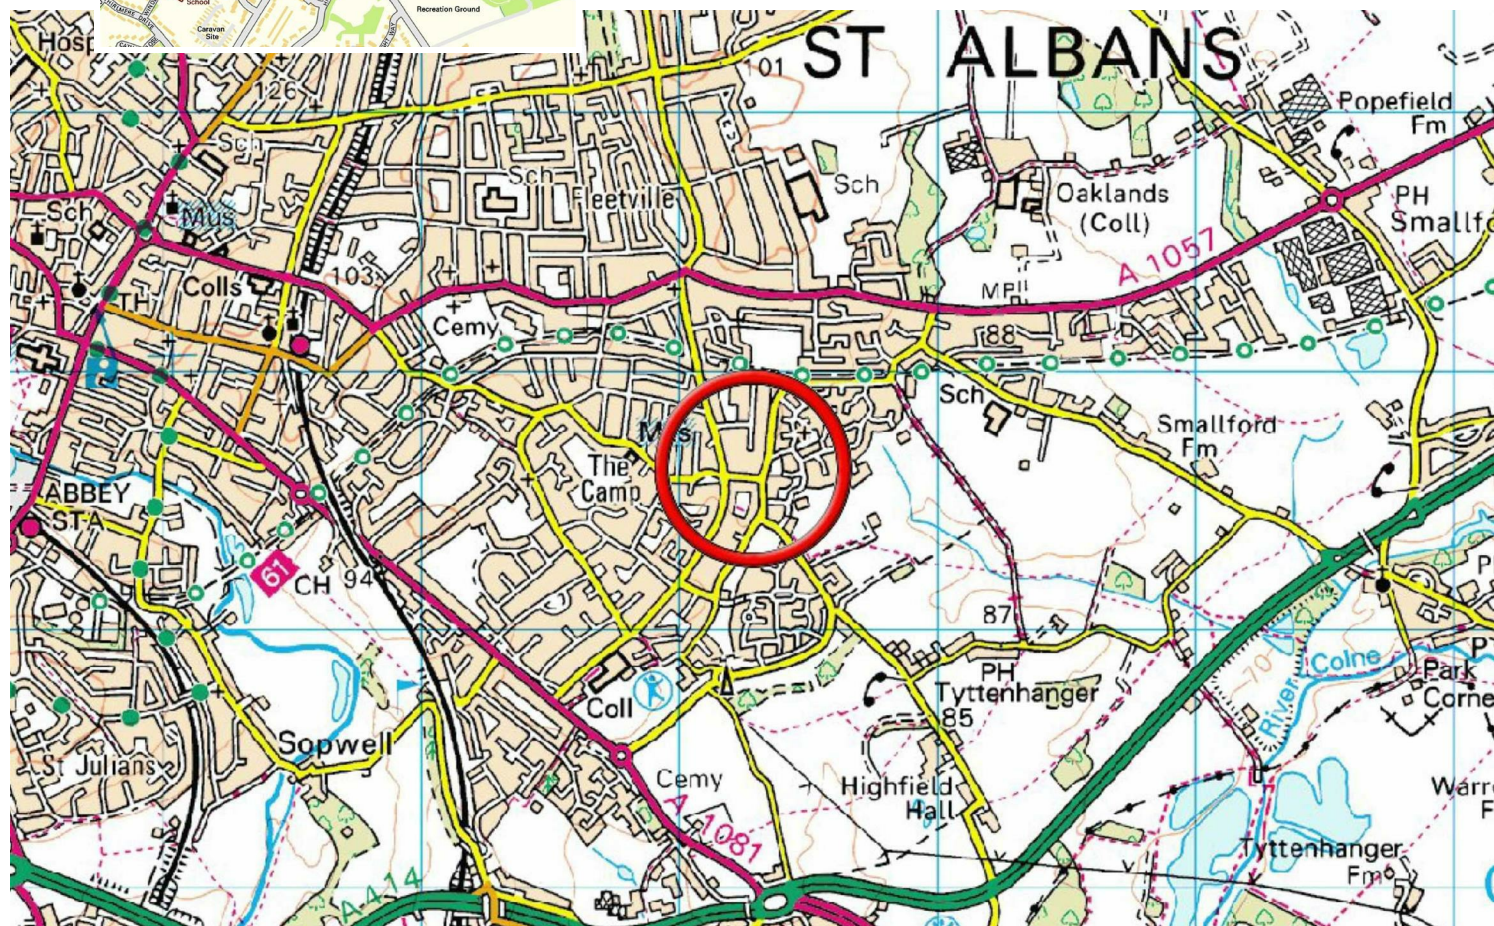 School
Caravan
Site
Recreation Ground
ST ALBANS
Hosp
101
126
Popefield
Fm
Sch
Sch
Fleetville
Sch
Oaklands
(Coll)
PH
Smallfo
Mus
Sch
A 1057
103
Colls
MP
TH
Cemy
88
P
Sch
Smallford
Fm
Mus
The
Camp
ABBEY
STA
61
CH
94
87
PH
Tyttenhanger
85
Colne
River
70
Park
Corne
Coll
Sopwell
St Julians
Cemy
Highfield
Hall
A 1081
Warr
F
Tyttenhanger
Fm
A 414